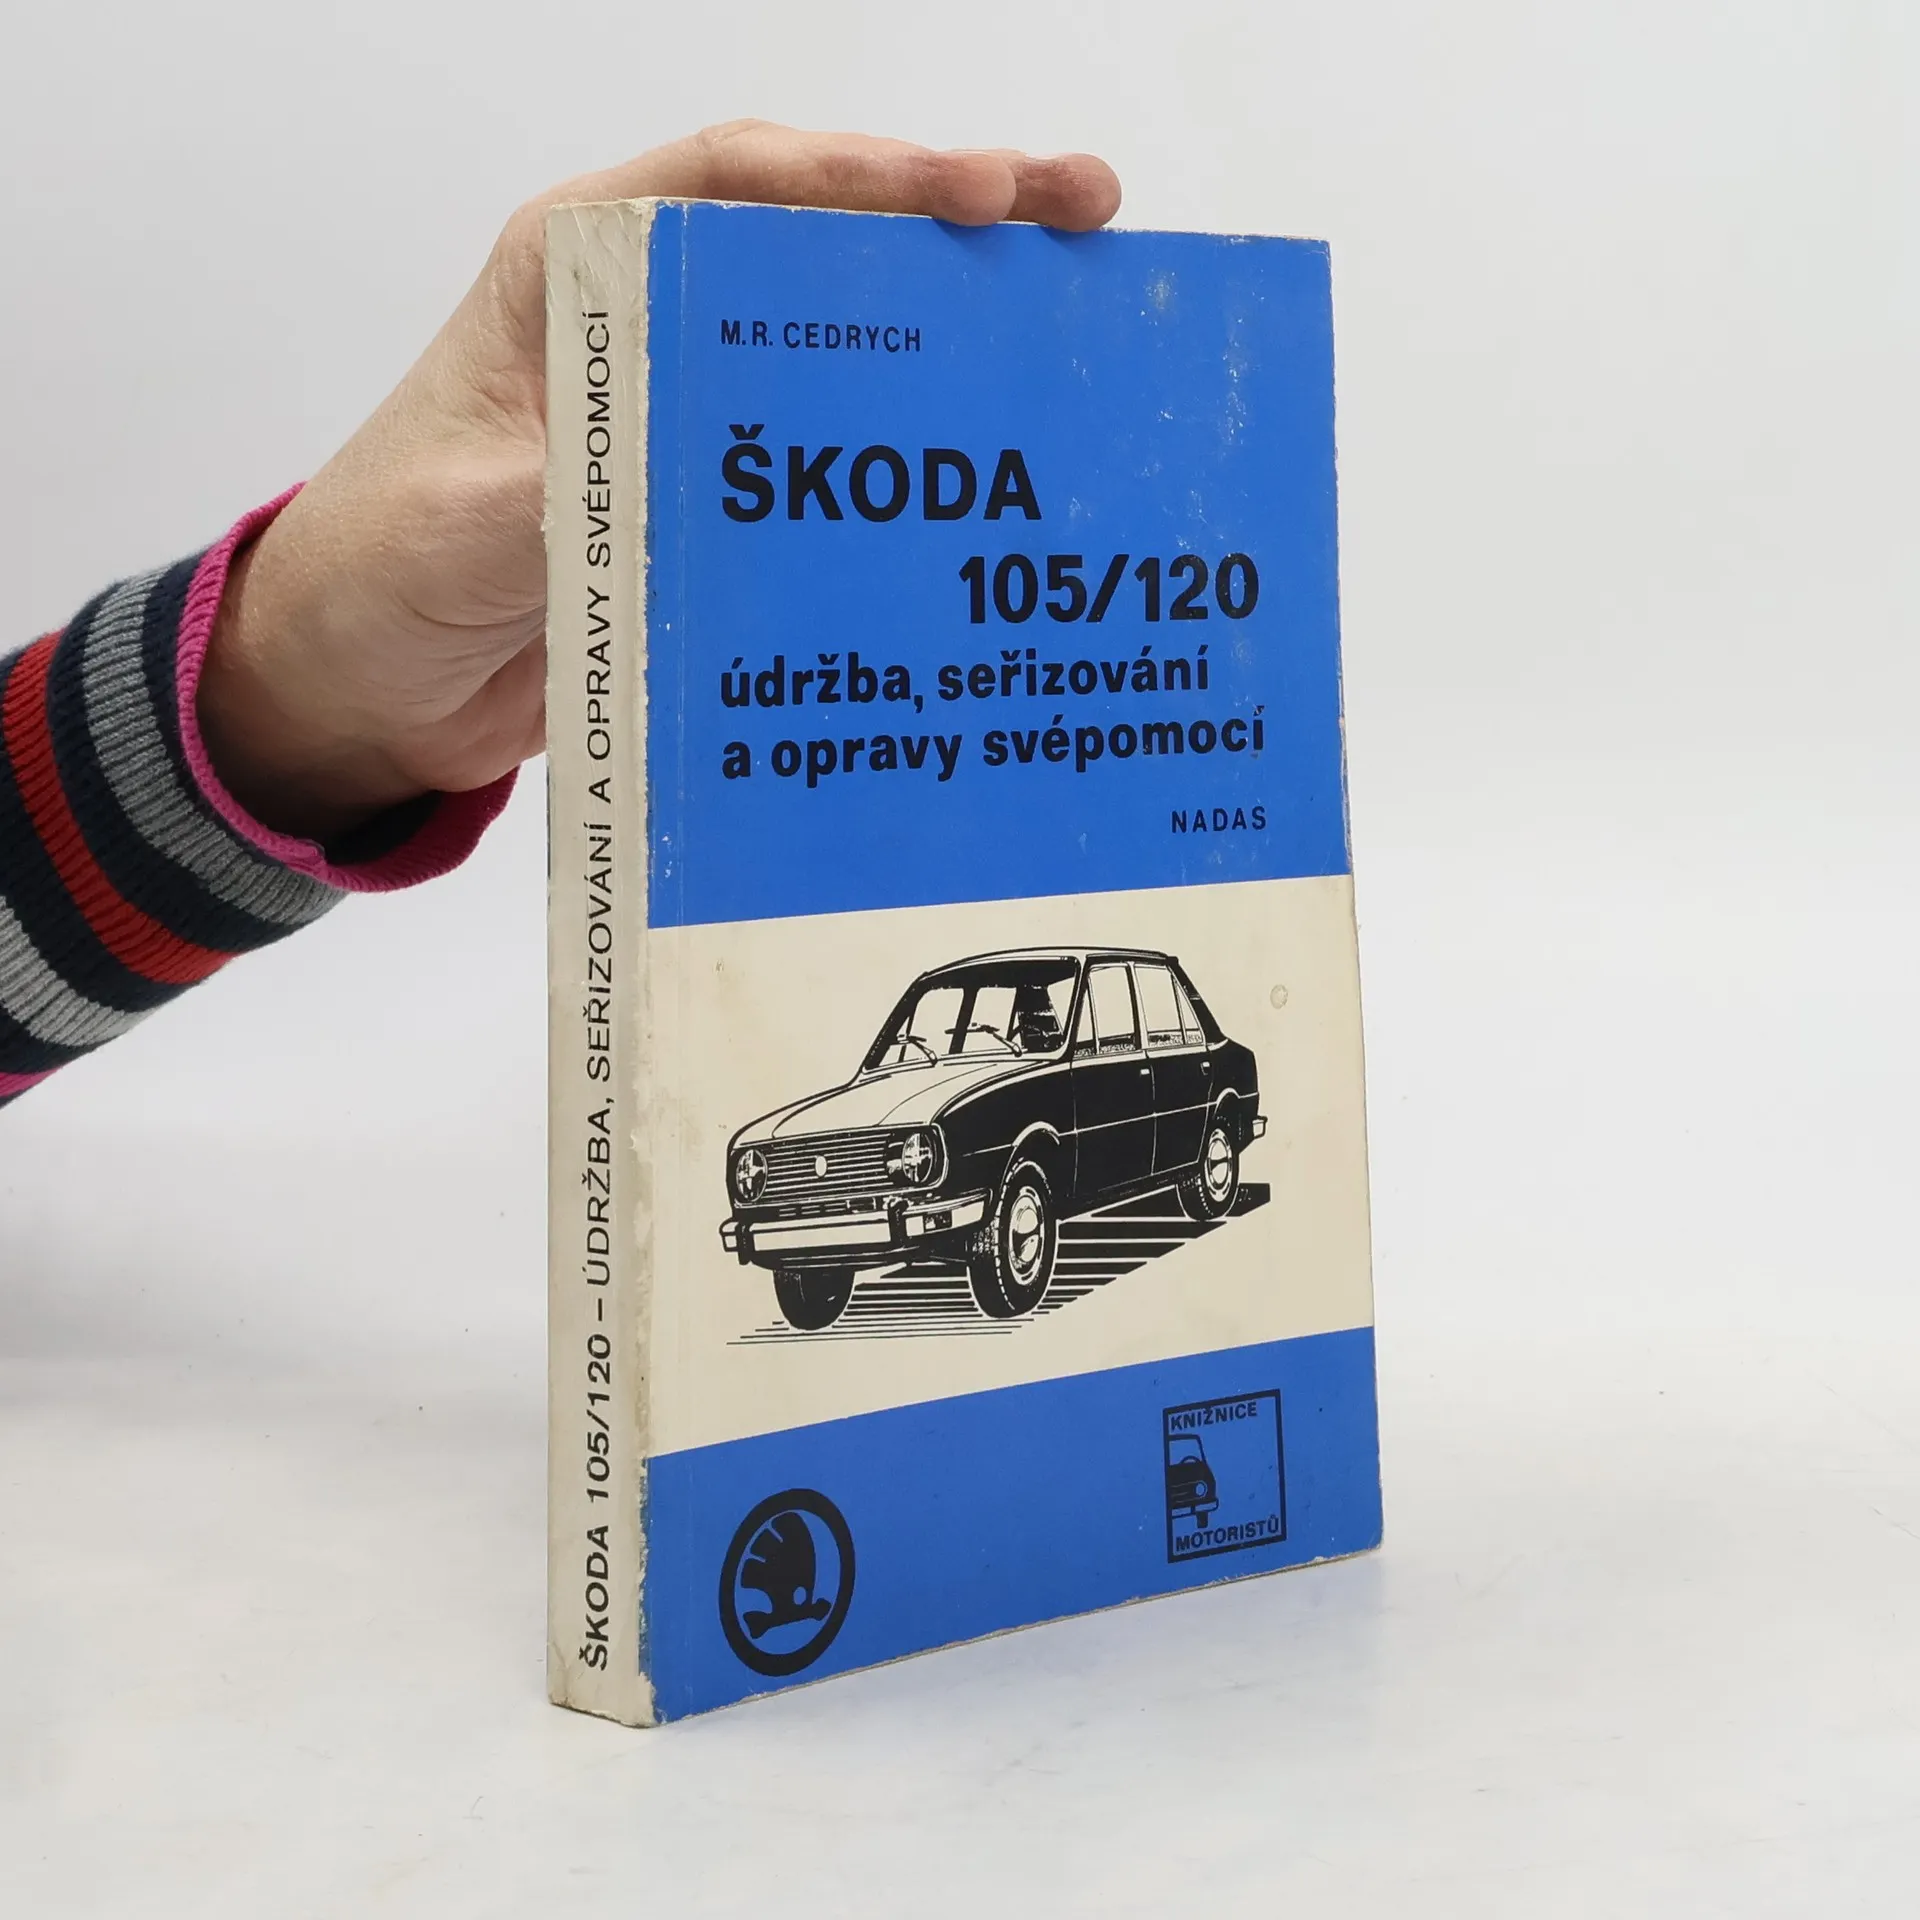 M.R. CEDRYCH
ŠKODA
105/120
údržba, seřizování
a opravy svépomocí
NADAS
KNIŽNICE
MOTORISTŮ
ŠKODA 105/120 – ÚDRŽBA, SEŘIZOVÁNÍ A OPRAVY SVÉPOMOCÍ